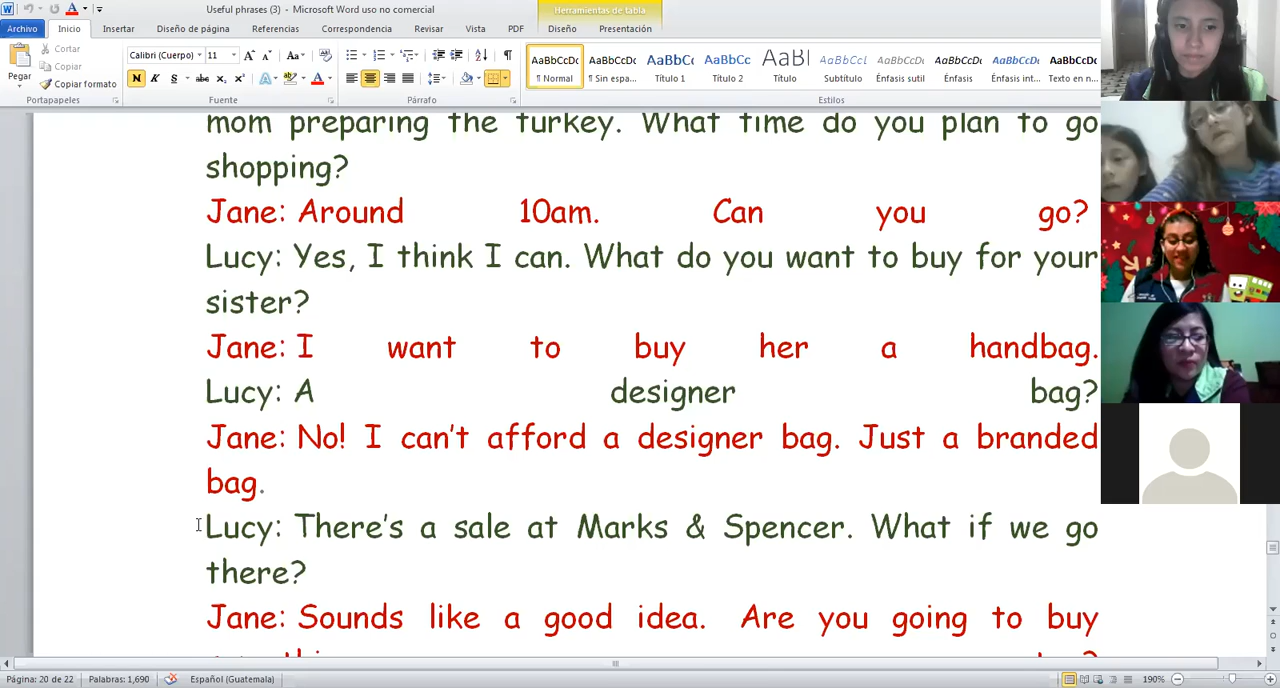 Useful phrases (3) - Microsoft Word uso no comercial
Herramientas de tabla
Archivo Inicio Insertar Diseño de página Referencias Correspondencia Revisar Vista PDF Diseño Presentación
Pegar
Cortar
Copiar
Copiar formato
Portapapeles
Calibri (Cuerpo) 11
N K S abc
Fuente
Párrafo
AaBbCcDc AaBbCcDc AaBbC AaBbCc AaBl AaBbCcL AaBbCcDt AaBbCcDt AaBbCcDt AaBbCcDc
¶ Normal ¶ Sin espa... Título 1 Título 2 Título Subtítulo Énfasis sutil Énfasis Énfasis int... Texto en n
Estilos
mom preparing the turkey. What time do you plan to go
shopping?
Jane: Around 10am. Can you go?
Lucy: Yes, I think I can. What do you want to buy for your
sister?
Jane: I want to buy her a handbag.
Lucy: A designer bag?
Jane: No! I can't afford a designer bag. Just a branded
bag.
Lucy: There's a sale at Marks & Spencer. What if we go
there?
Jane: Sounds like a good idea. Are you going to buy
Página: 20 de 22 Palabras: 1,690 Español (Guatemala) 190%